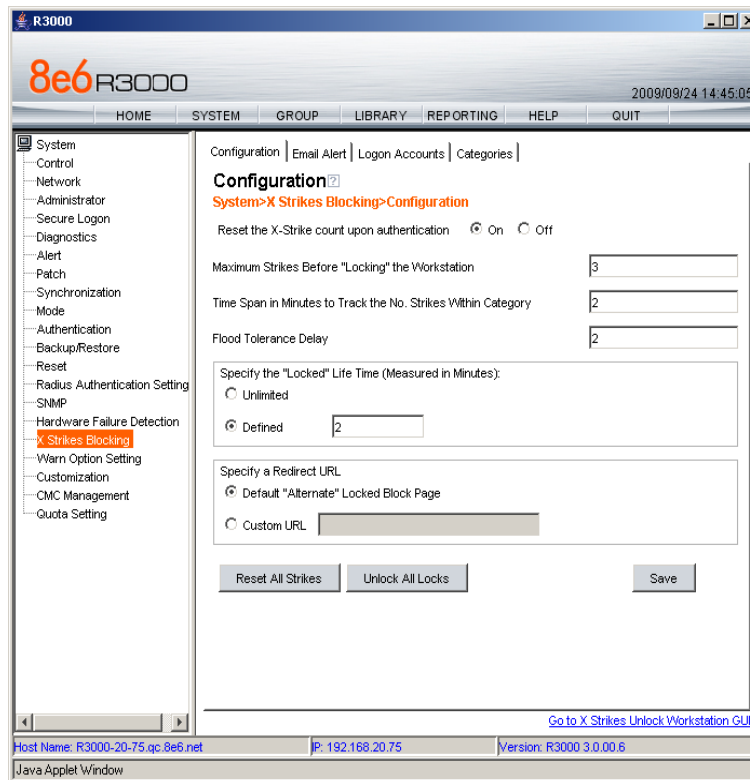 R3000
8e6 R3000
2009/09/24 14:45:05
HOME SYSTEM GROUP LIBRARY REPORTING HELP QUIT
System
Control
Network
Administrator
Secure Logon
Diagnostics
Alert
Patch
Synchronization
Mode
Authentication
Backup/Restore
Reset
Radius Authentication Setting
SNMP
Hardware Failure Detection
X Strikes Blocking
Warn Option Setting
Customization
CMC Management
Quota Setting
Configuration Email Alert Logon Accounts Categories
Configuration ?
System>X Strikes Blocking>Configuration
Reset the X-Strike count upon authentication On Off
Maximum Strikes Before "Locking" the Workstation 3
Time Span in Minutes to Track the No. Strikes Within Category 2
Flood Tolerance Delay 2
Specify the "Locked" Life Time (Measured in Minutes):
Unlimited
Defined 2
Specify a Redirect URL
Default "Alternate" Locked Block Page
Custom URL
Reset All Strikes Unlock All Locks Save
Go to X Strikes Unlock Workstation GUI
Host Name: R3000-20-75.qc.8e6.net IP: 192.168.20.75 Version: R3000 3.0.00.6
Java Applet Window